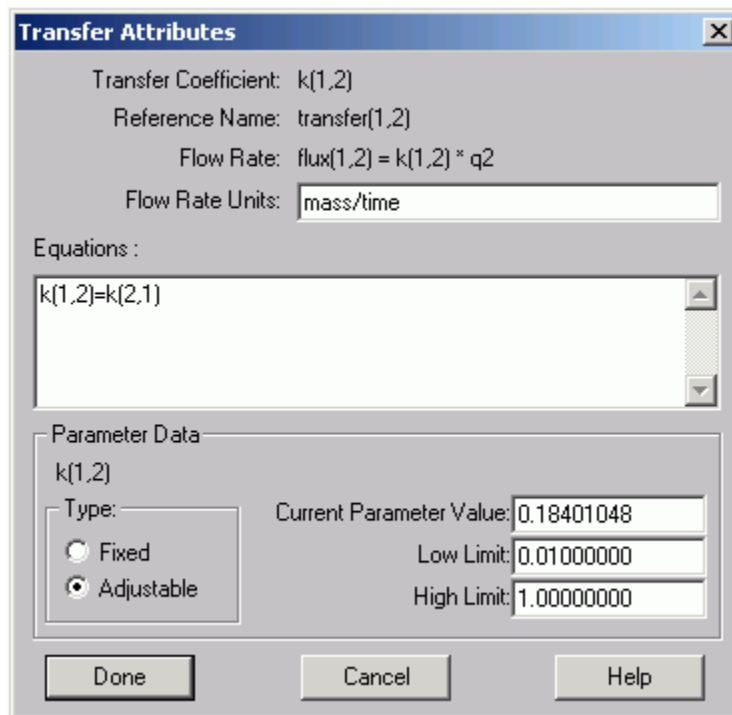 Transfer Attributes
Transfer Coefficient: k(1,2)
Reference Name: transfer(1,2)
Flow Rate: flux(1,2) = k(1,2) * q2
Flow Rate Units: mass/time
Equations :
k(1,2)=k(2,1)
Parameter Data
k(1,2)
Type:
Fixed
Adjustable
Current Parameter Value: 0.18401048
Low Limit: 0.01000000
High Limit: 1.00000000
Done Cancel Help